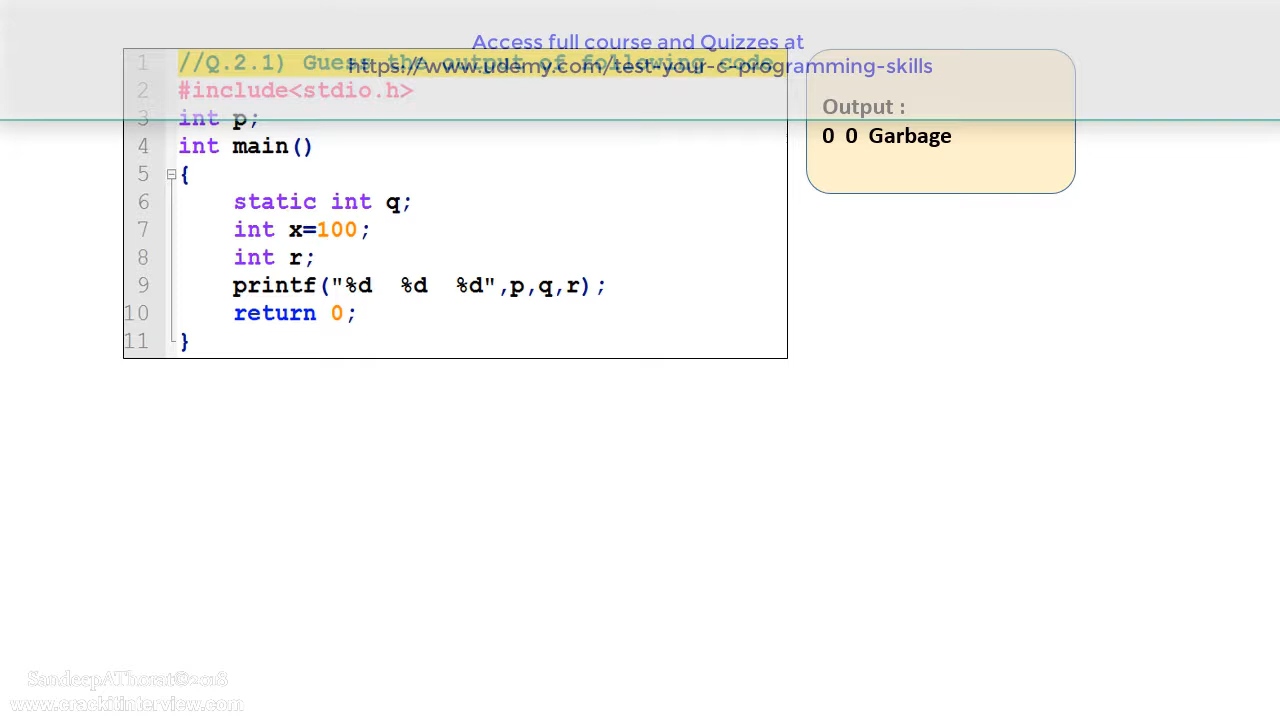 Access full course and Quizzes at
https://www.udemy.com/test-your-c-programming-skills
1 //Q.2.1) Guess the output of following code
2 #include<stdio.h>
3 int p;
4 int main()
5 {
6 static int q;
7 int x=100;
8 int r;
9 printf("%d  %d  %d",p,q,r);
10 return 0;
11 }
Output :
0 0 Garbage
SandeepAThorat©2018
www.crackitinterview.com